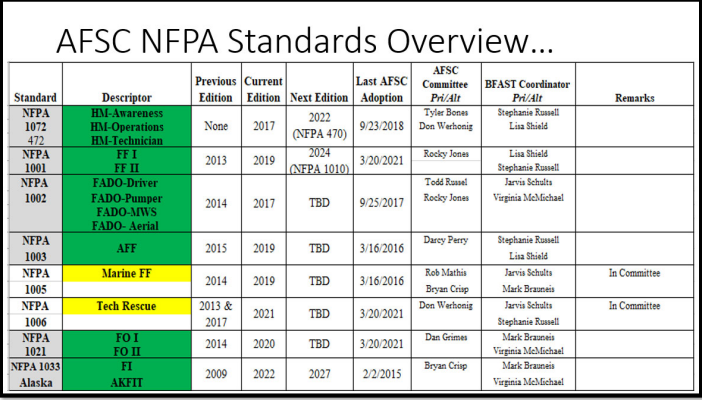 AFSC NFPA Standards Overview...
Standard Descriptor Previous Edition Current Edition Next Edition Last AFSC Adoption AFSC Committee Pri/Alt BFAST Coordinator Pri/Alt Remarks
NFPA 1072 472 HM-Awareness HM-Operations HM-Technician None 2017 2022 (NFPA 470) 9/23/2018 Tyler Bones Don Werhonig Stephanie Russell Lisa Shield
NFPA 1001 FF I FF II 2013 2019 2024 (NFPA 1010) 3/20/2021 Rocky Jones Lisa Shield Stephanie Russell
NFPA 1002 FADO-Driver FADO-Pumper FADO-MWS FADO- Aerial 2014 2017 TBD 9/25/2017 Todd Russel Rocky Jones Jarvis Schults Virginia McMichael
NFPA 1003 AFF 2015 2019 TBD 3/16/2016 Darcy Perry Stephanie Russell Lisa Shield
NFPA 1005 Marine FF 2014 2019 TBD 3/16/2016 Rob Mathis Bryan Crisp Jarvis Schults Mark Brauneis In Committee
NFPA 1006 Tech Rescue 2013 & 2017 2021 TBD 3/20/2021 Don Werhonig Jarvis Schults Stephanie Russell In Committee
NFPA 1021 FO I FO II 2014 2020 TBD 3/20/2021 Dan Grimes Mark Brauneis Virginia McMichael
NFPA 1033 Alaska FI AKFIT 2009 2022 2027 2/2/2015 Bryan Crisp Mark Brauneis Virginia McMichael